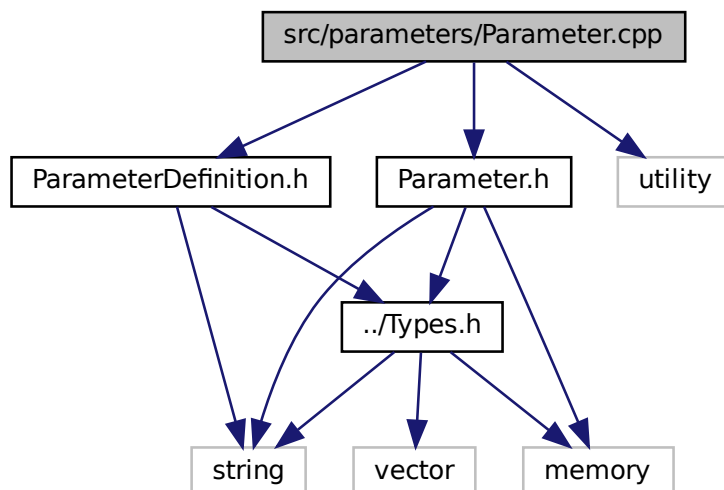 src/parameters/Parameter.cpp
ParameterDefinition.h
Parameter.h
utility
../Types.h
string
vector
memory